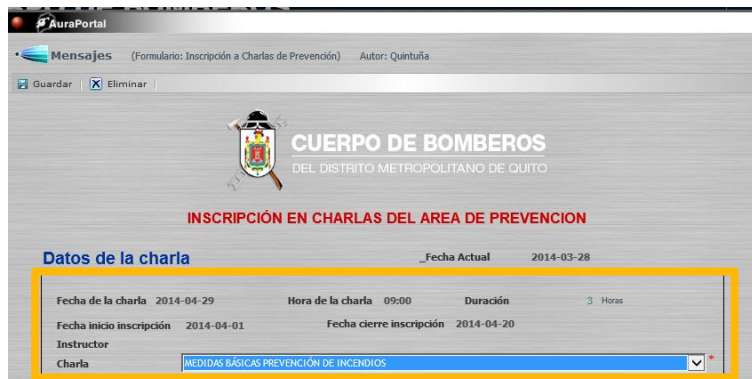 AuraPortal
Mensajes (Formulario: Inscripción a Charlas de Prevención) Autor: Quintuña
Guardar Eliminar
CUERPO DE BOMBEROS
DEL DISTRITO METROPOLITANO DE QUITO
INSCRIPCIÓN EN CHARLAS DEL AREA DE PREVENCION
Datos de la charla _Fecha Actual 2014-03-28
Fecha de la charla 2014-04-29 Hora de la charla 09:00 Duración 3 Horas
Fecha inicio inscripción 2014-04-01 Fecha cierre inscripción 2014-04-20
Instructor
Charla MEDIDAS BÁSICAS PREVENCIÓN DE INCENDIOS *